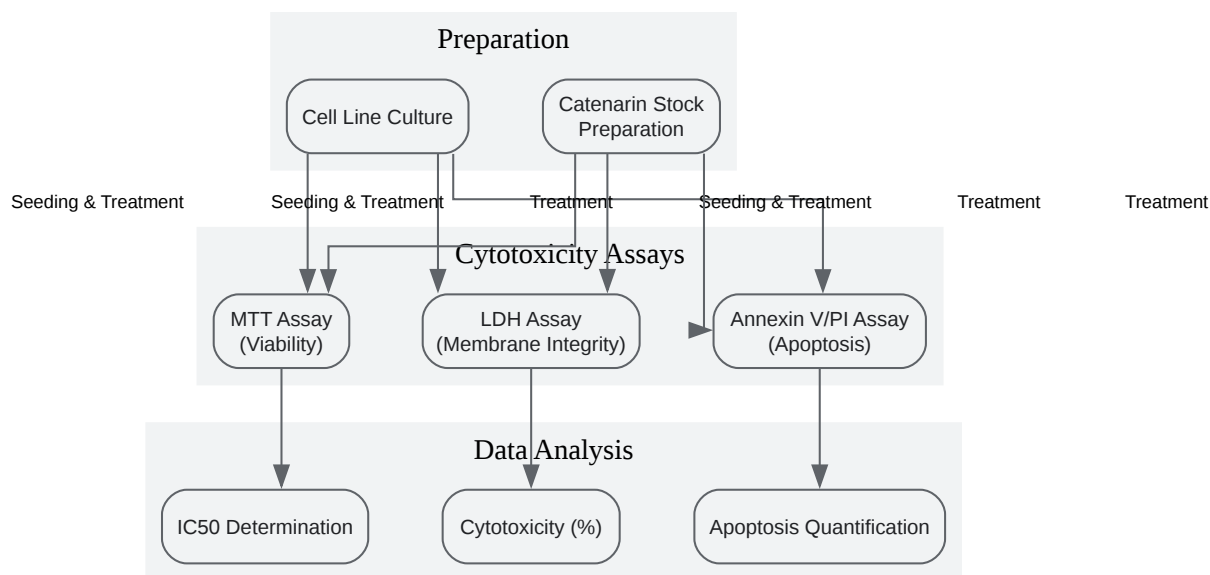 Preparation
Cell Line Culture
Catenarin Stock
Preparation
Seeding & Treatment
Seeding & Treatment
Treatment
Seeding & Treatment
Treatment
Treatment
Cytotoxicity Assays
MTT Assay
(Viability)
LDH Assay
(Membrane Integrity)
Annexin V/PI Assay
(Apoptosis)
Data Analysis
IC50 Determination
Cytotoxicity (%)
Apoptosis Quantification